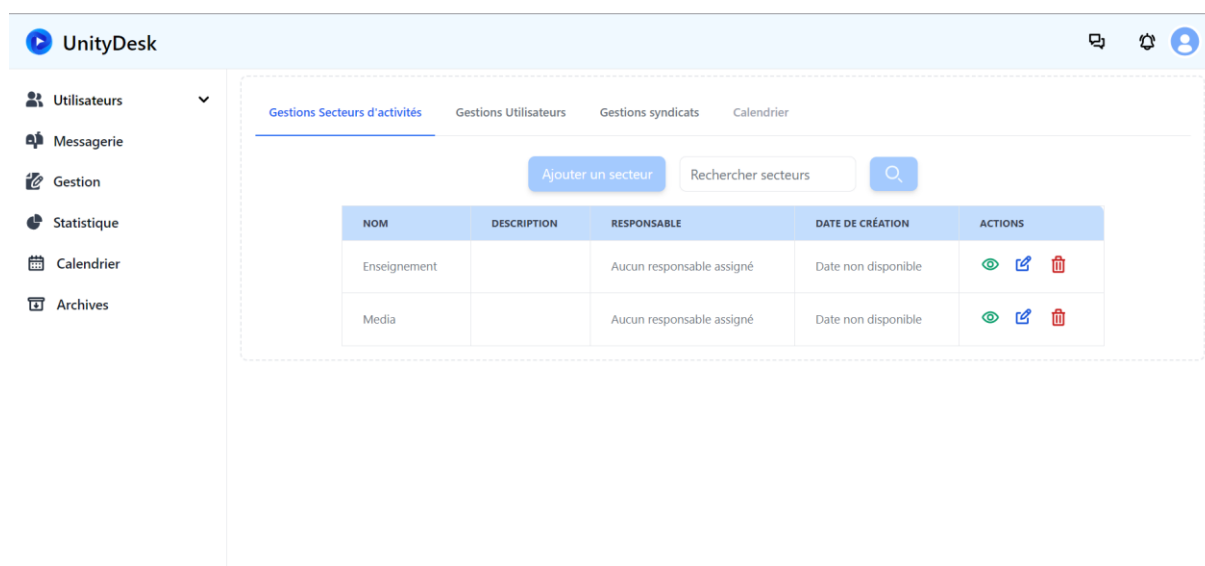 UnityDesk
Utilisateurs
Messagerie
Gestion
Statistique
Calendrier
Archives
Gestions Secteurs d'activités Gestions Utilisateurs Gestions syndicats Calendrier
Ajouter un secteur Rechercher secteurs
NOM DESCRIPTION RESPONSABLE DATE DE CRÉATION ACTIONS
Enseignement Aucun responsable assigné Date non disponible
Media Aucun responsable assigné Date non disponible